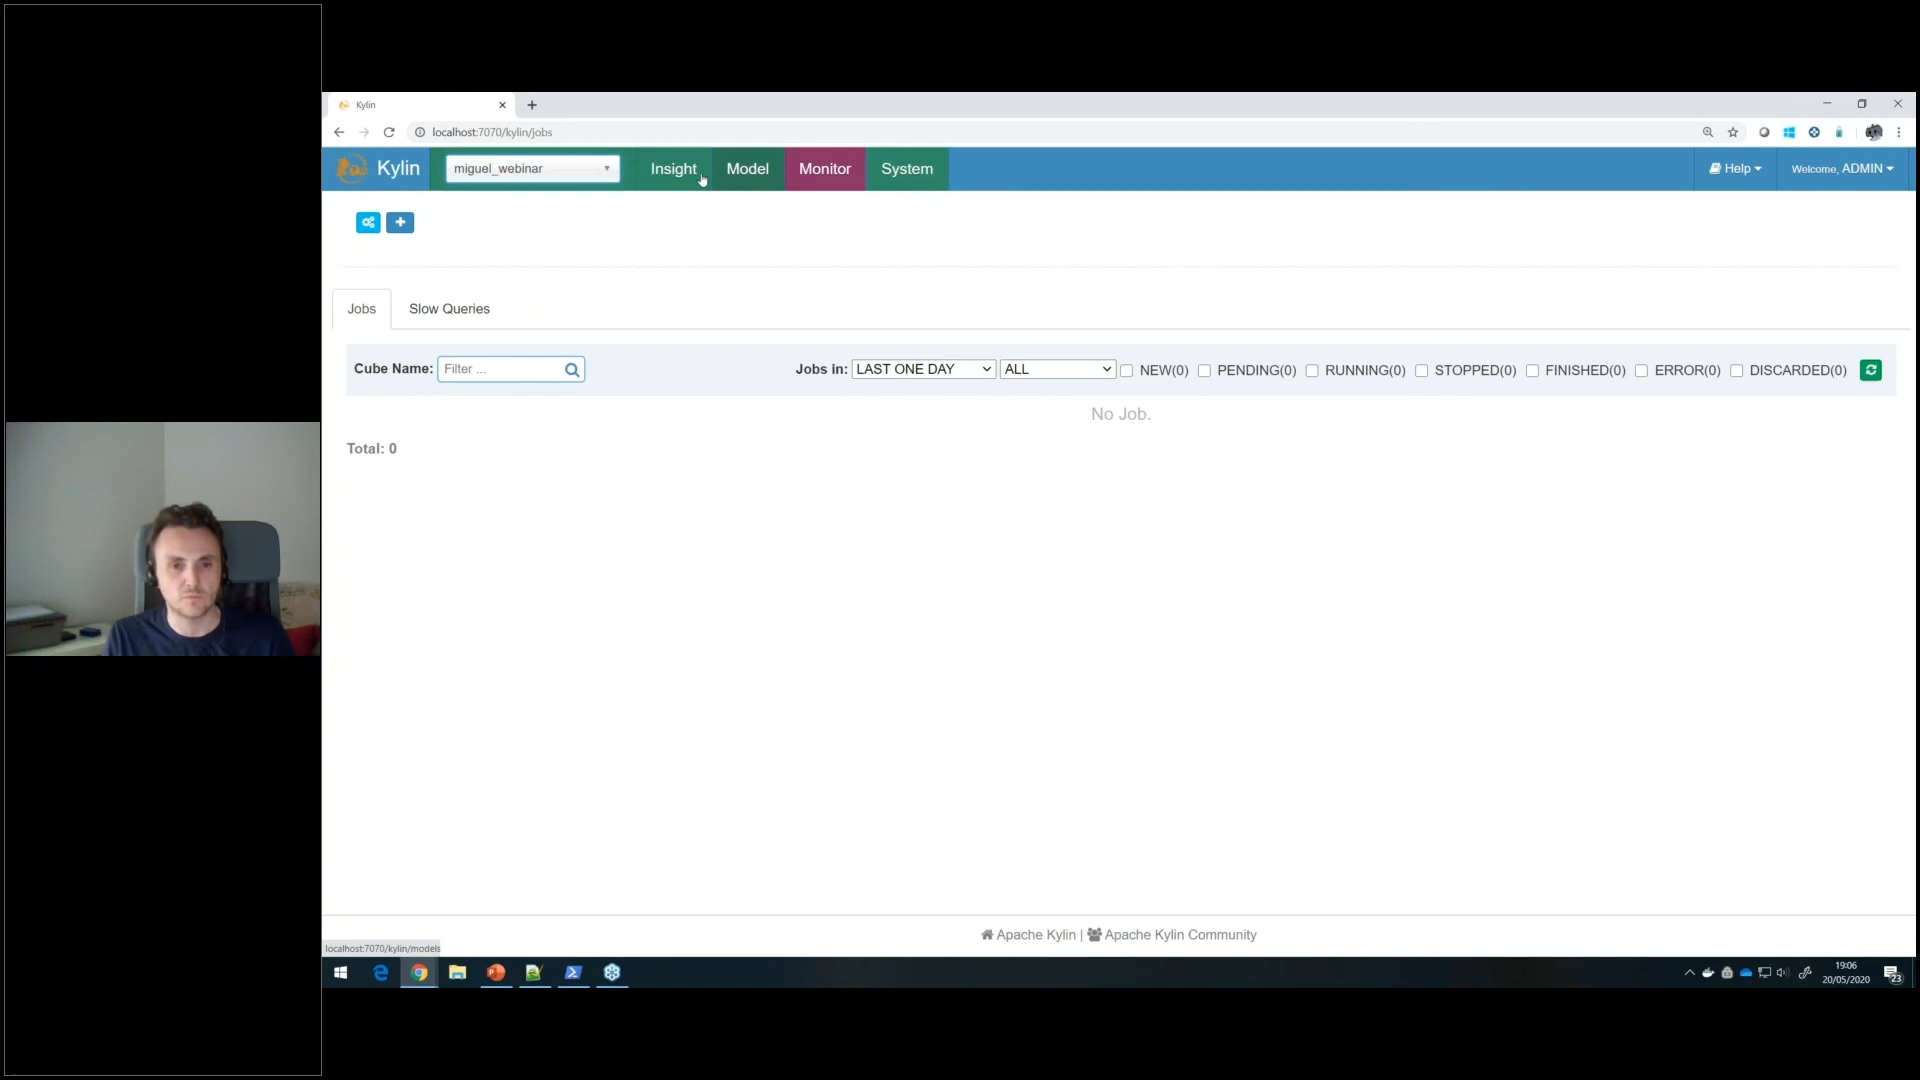 Kylin
localhost:7070/kylin/jobs
Kylin miguel_webinar Insight Model Monitor System Help Welcome, ADMIN
Jobs Slow Queries
Cube Name: Filter ... Jobs in: LAST ONE DAY ALL NEW(0) PENDING(0) RUNNING(0) STOPPED(0) FINISHED(0) ERROR(0) DISCARDED(0)
No Job.
Total: 0
Apache Kylin | Apache Kylin Community
localhost:7070/kylin/models
19:06
20/05/2020
23